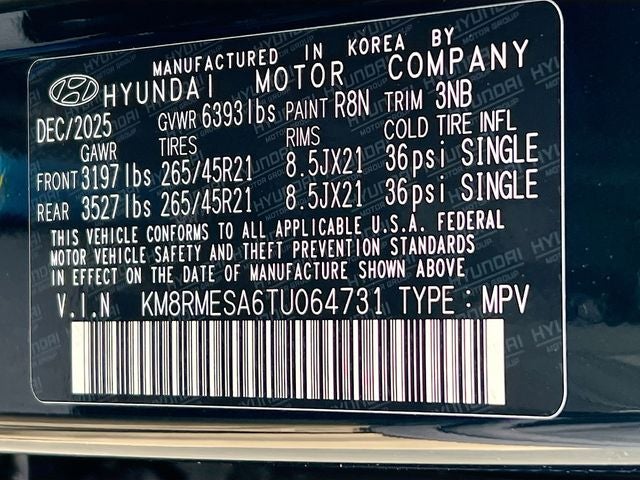 MANUFACTURED IN KOREA BY
HYUNDAI MOTOR COMPANY
DEC/2025 GVWR 6393lbs PAINT R8N TRIM 3NB
GAWR TIRES RIMS COLD TIRE INFL
FRONT 3197lbs 265/45R21 8.5JX21 36psi SINGLE
REAR 3527lbs 265/45R21 8.5JX21 36psi SINGLE
THIS VEHICLE CONFORMS TO ALL APPLICABLE U.S.A. FEDERAL
MOTOR VEHICLE SAFETY AND THEFT PREVENTION STANDARDS
IN EFFECT ON THE DATE OF MANUFACTURE SHOWN ABOVE
V.I.N KM8RMESA6TU064731 TYPE : MPV